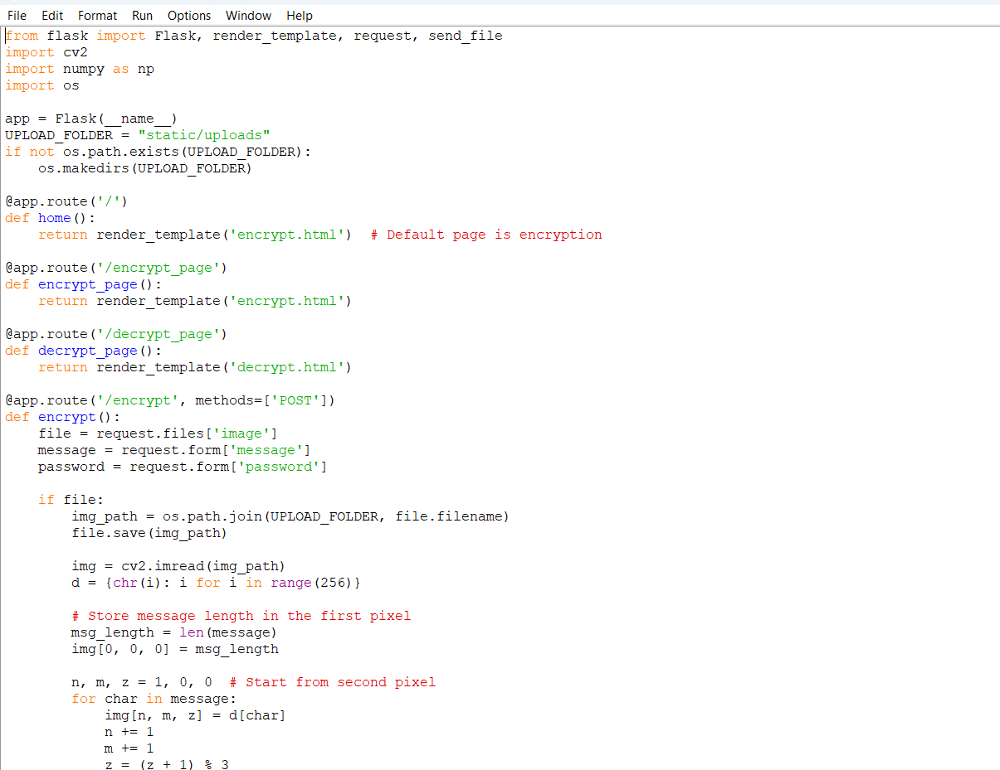 File Edit Format Run Options Window Help
from flask import Flask, render_template, request, send_file
import cv2
import numpy as np
import os

app = Flask(__name__)
UPLOAD_FOLDER = "static/uploads"
if not os.path.exists(UPLOAD_FOLDER):
    os.makedirs(UPLOAD_FOLDER)

@app.route('/')
def home():
    return render_template('encrypt.html')  # Default page is encryption

@app.route('/encrypt_page')
def encrypt_page():
    return render_template('encrypt.html')

@app.route('/decrypt_page')
def decrypt_page():
    return render_template('decrypt.html')

@app.route('/encrypt', methods=['POST'])
def encrypt():
    file = request.files['image']
    message = request.form['message']
    password = request.form['password']

    if file:
        img_path = os.path.join(UPLOAD_FOLDER, file.filename)
        file.save(img_path)

        img = cv2.imread(img_path)
        d = {chr(i): i for i in range(256)}

        # Store message length in the first pixel
        msg_length = len(message)
        img[0, 0, 0] = msg_length

        n, m, z = 1, 0, 0  # Start from second pixel
        for char in message:
            img[n, m, z] = d[char]
            n += 1
            m += 1
            z = (z + 1) % 3